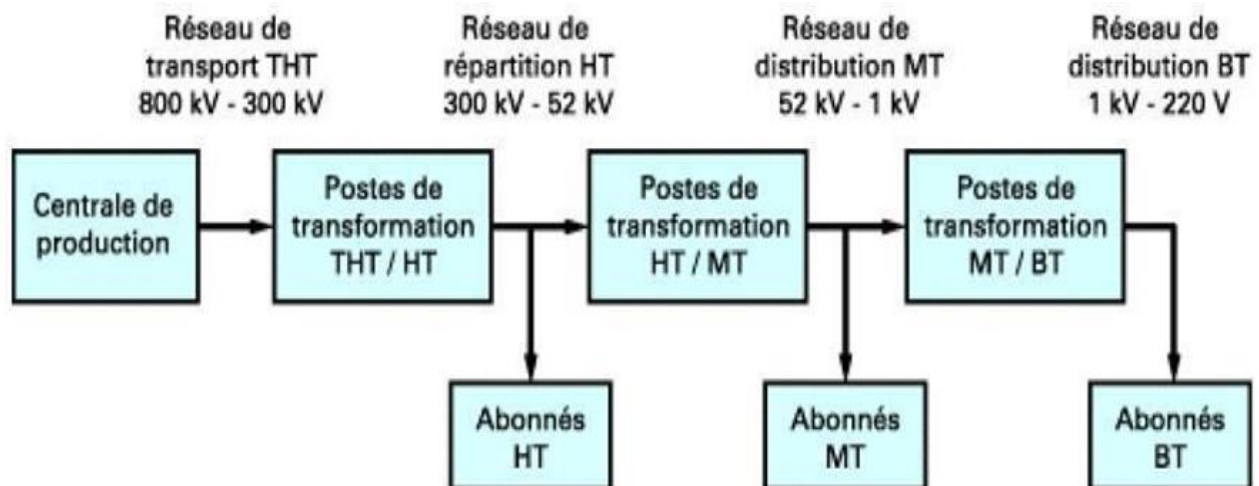 Réseau de
transport THT
800 kV - 300 kV
Réseau de
répartition HT
300 kV - 52 kV
Réseau de
distribution MT
52 kV - 1 kV
Réseau de
distribution BT
1 kV - 220 V
Centrale de
production
Postes de
transformation
THT / HT
Postes de
transformation
HT / MT
Postes de
transformation
MT / BT
Abonnés
HT
Abonnés
MT
Abonnés
BT